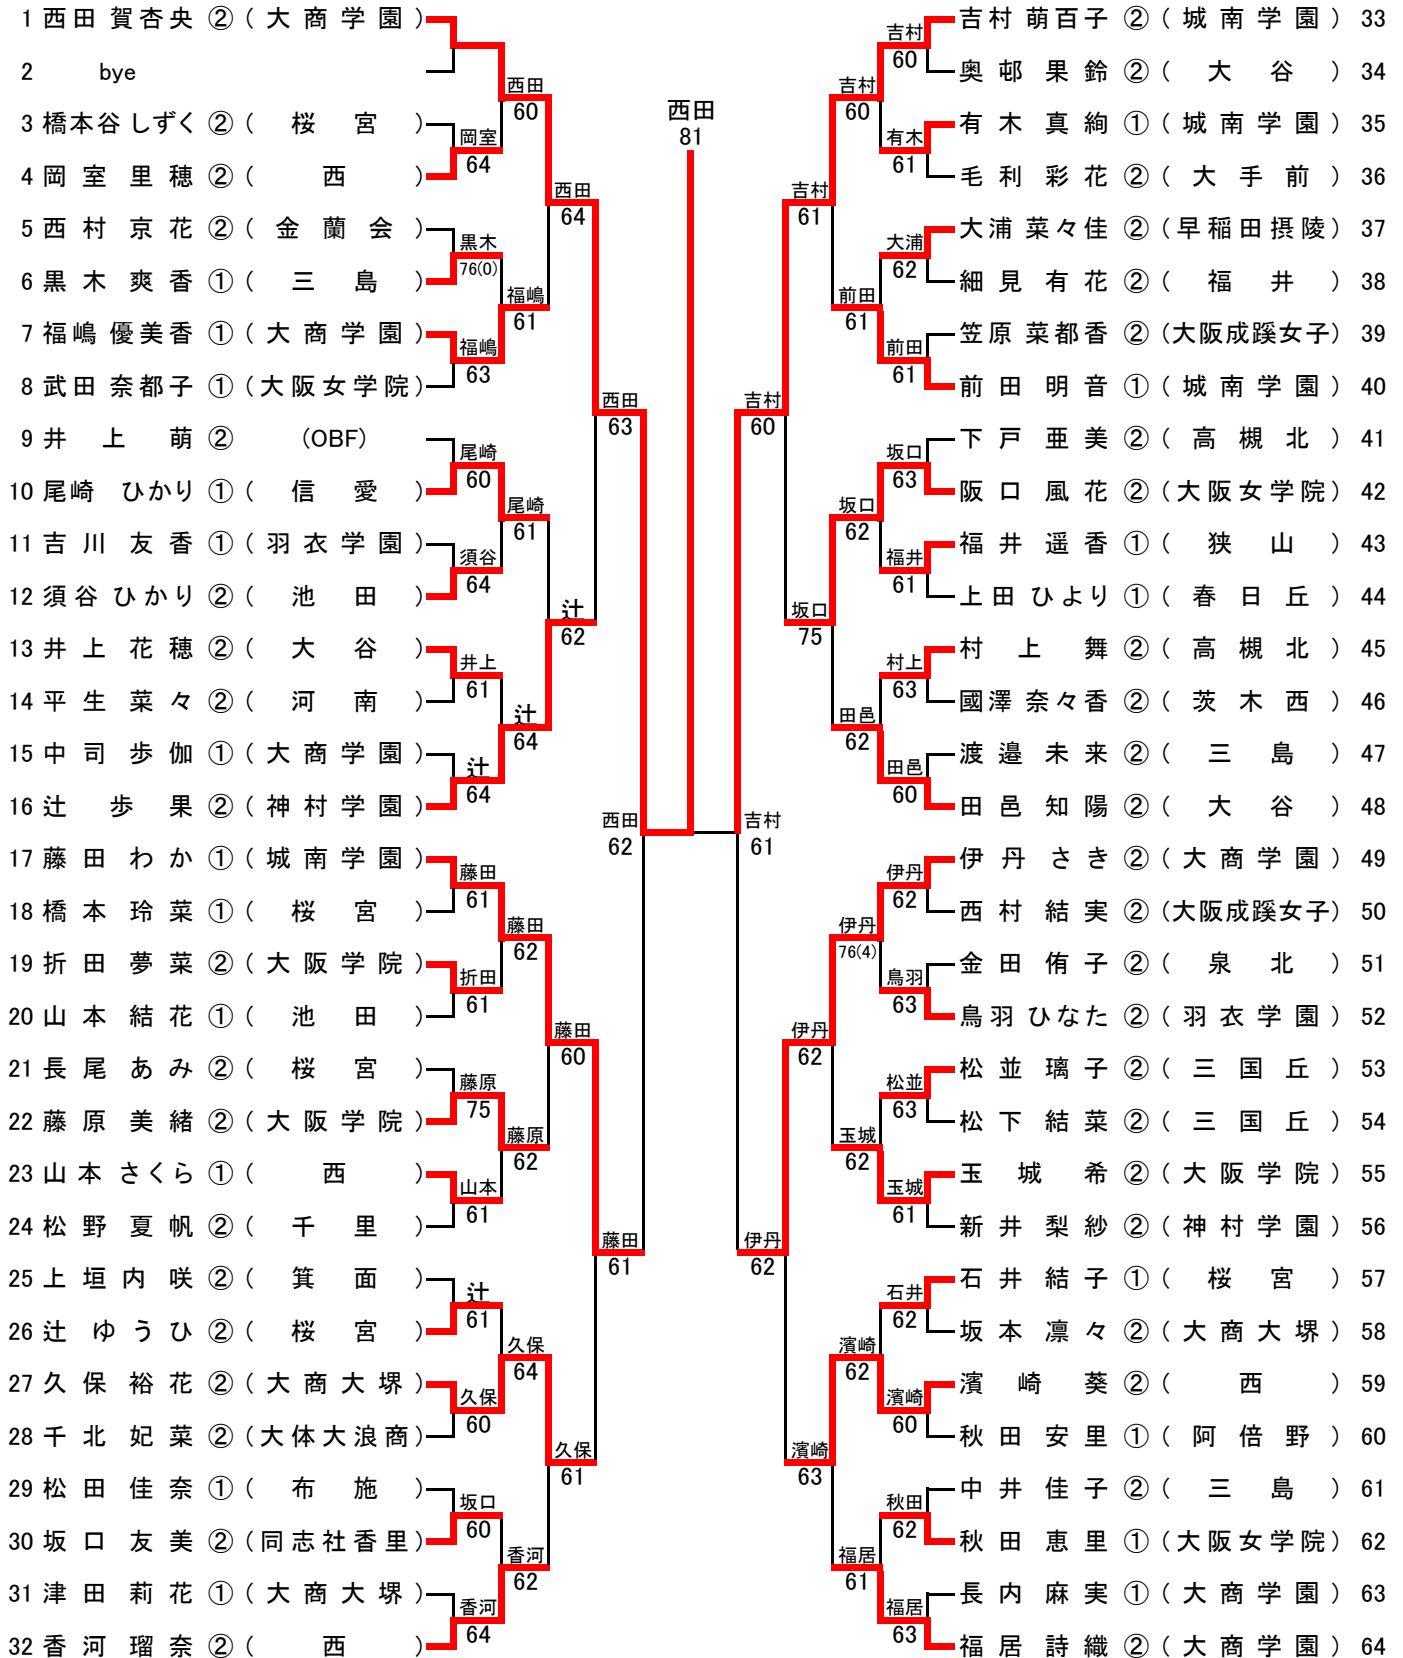 1 西田 賀杏央 ② ( 大 商 学 園 )
2 bye
3 橋本谷 しずく ② ( 桜 宮 )
4 岡 室 里 穂 ② ( 西 )
5 西 村 京 花 ② ( 金 蘭 会 )
6 黒 木 爽 香 ① ( 三 島 )
7 福嶋 優美香 ① ( 大 商 学 園 )
8 武田 奈都子 ① (大 阪 女 学 院)
9 井 上 萌 ② (OBF)
10 尾崎 ひかり ① ( 信 愛 )
11 吉 川 友 香 ① ( 羽 衣 学 園 )
12 須谷 ひかり ② ( 池 田 )
13 井 上 花 穂 ② ( 大 谷 )
14 平 生 菜 々 ② ( 河 南 )
15 中 司 歩 伽 ① ( 大 商 学 園 )
16 辻 歩 果 ② ( 神 村 学 園 )
17 藤 田 わ か ① ( 城 南 学 園 )
18 橋 本 玲 菜 ① ( 桜 宮 )
19 折 田 夢 菜 ② ( 大 阪 学 院 )
20 山 本 結 花 ① ( 池 田 )
21 長 尾 あ み ② ( 桜 宮 )
22 藤 原 美 緒 ② ( 大 阪 学 院 )
23 山 本 さくら ① ( 西 )
24 松 野 夏 帆 ② ( 千 里 )
25 上 垣 内 咲 ② ( 箕 面 )
26 辻 ゆ う ひ ② ( 桜 宮 )
27 久 保 裕 花 ② ( 大 商 大 堺 )
28 千 北 妃 菜 ② (大 体 大 浪 商)
29 松 田 佳 奈 ① ( 布 施 )
30 坂 口 友 美 ② (同 志 社 香 里)
31 津 田 莉 花 ① ( 大 商 大 堺 )
32 香 河 瑠 奈 ② ( 西 )
西田
60
岡室
64
西田
64
黒木
76(0)
福嶋
61
福嶋
63
西田
63
尾崎
60
尾崎
61
須谷
64
辻
62
井上
61
辻
64
辻
64
西田
62
藤田
61
藤田
62
折田
61
藤田
60
藤原
75
藤原
62
山本
61
藤田
61
辻
61
久保
64
久保
60
久保
61
坂口
60
香河
62
香河
64
西田
81
吉村
60
吉村
60
有木
61
吉村
61
大浦
62
前田
61
前田
61
吉村
60
坂口
63
坂口
62
福井
61
坂口
75
村上
63
田邑
62
田邑
60
吉村
61
伊丹
62
伊丹
76(4)
鳥羽
63
伊丹
62
松並
63
玉城
62
玉城
61
伊丹
62
石井
62
濱崎
62
濱崎
60
濱崎
63
秋田
62
福居
61
福居
63
吉村 萌百子 ② ( 城 南 学 園 ) 33
奥 邨 果 鈴 ② ( 大 谷 ) 34
有 木 真 絢 ① ( 城 南 学 園 ) 35
毛 利 彩 花 ② ( 大 手 前 ) 36
大浦 菜々佳 ② (早 稲 田 摂 陵) 37
細 見 有 花 ② ( 福 井 ) 38
笠原 菜都香 ② (大阪成蹊女子) 39
前 田 明 音 ① ( 城 南 学 園 ) 40
下 戸 亜 美 ② ( 高 槻 北 ) 41
阪 口 風 花 ② (大 阪 女 学 院) 42
福 井 遥 香 ① ( 狭 山 ) 43
上田 ひより ① ( 春 日 丘 ) 44
村 上 舞 ② ( 高 槻 北 ) 45
國澤 奈々香 ② ( 茨 木 西 ) 46
渡 邉 未 来 ② ( 三 島 ) 47
田 邑 知 陽 ② ( 大 谷 ) 48
伊 丹 さ き ② ( 大 商 学 園 ) 49
西 村 結 実 ② (大阪成蹊女子) 50
金 田 侑 子 ② ( 泉 北 ) 51
鳥羽 ひなた ② ( 羽 衣 学 園 ) 52
松 並 璃 子 ② ( 三 国 丘 ) 53
松 下 結 菜 ② ( 三 国 丘 ) 54
玉 城 希 ② ( 大 阪 学 院 ) 55
新 井 梨 紗 ② ( 神 村 学 園 ) 56
石 井 結 子 ① ( 桜 宮 ) 57
坂 本 凛 々 ② ( 大 商 大 堺 ) 58
濱 崎 葵 ② ( 西 ) 59
秋 田 安 里 ① ( 阿 倍 野 ) 60
中 井 佳 子 ② ( 三 島 ) 61
秋 田 恵 里 ① (大 阪 女 学 院) 62
長 内 麻 実 ① ( 大 商 学 園 ) 63
福 居 詩 織 ② ( 大 商 学 園 ) 64